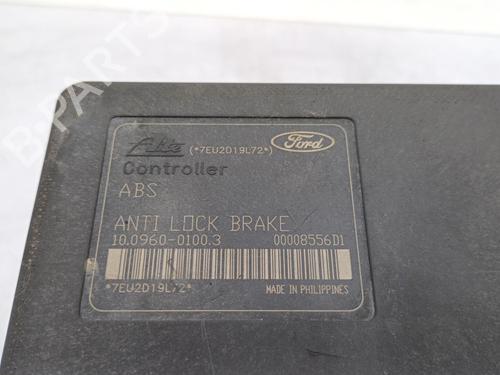 Ate (*7EU2D19L72*) Ford
Controller
ABS
ANTI LOCK BRAKE
10.0960-0100.3 00008556D1
*7EU2D19L72*
MADE IN PHILIPPINES
B-PARTS